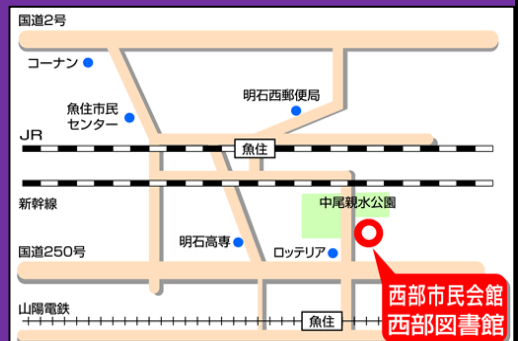 国道2号
コーナン
明石西郵便局
魚住市民
センター
JR
魚住
新幹線
中尾親水公園
明石高専
ロッテリア
国道250号
西部市民会館
西部図書館
山陽電鉄
魚住